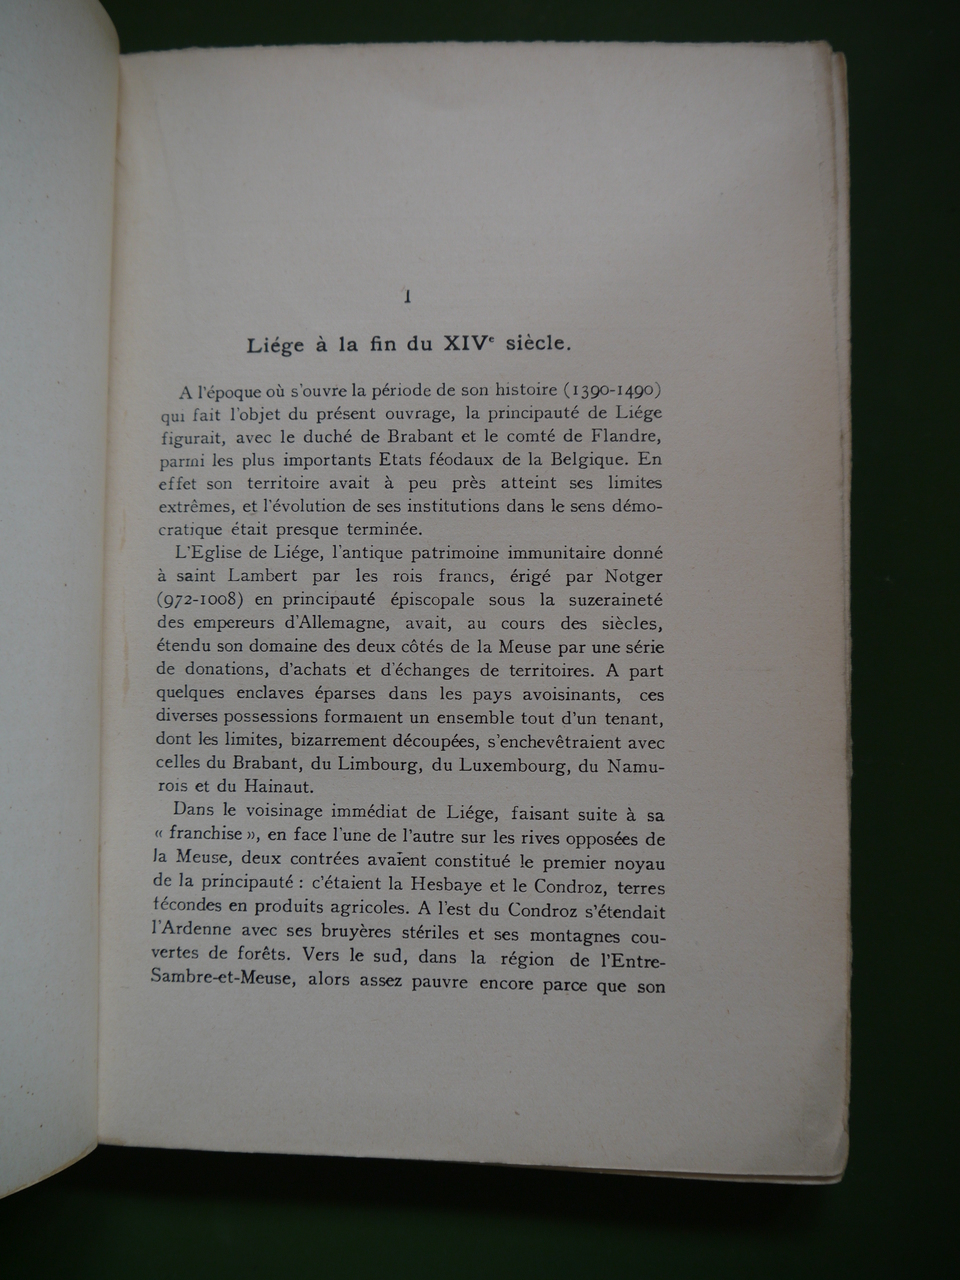 I
Liége à la fin du XIVe siècle.
A l'époque où s'ouvre la période de son histoire (1390-1490)
qui fait l'objet du présent ouvrage, la principauté de Liége
figurait, avec le duché de Brabant et le comté de Flandre,
parmi les plus importants Etats féodaux de la Belgique. En
effet son territoire avait à peu près atteint ses limites
extrêmes, et l'évolution de ses institutions dans le sens démo-
cratique était presque terminée.
L'Eglise de Liége, l'antique patrimoine immunitaire donné
à saint Lambert par les rois francs, érigé par Notger
(972-1008) en principauté épiscopale sous la suzeraineté
des empereurs d'Allemagne, avait, au cours des siècles,
étendu son domaine des deux côtés de la Meuse par une série
de donations, d'achats et d'échanges de territoires. A part
quelques enclaves éparses dans les pays avoisinants, ces
diverses possessions formaient un ensemble tout d'un tenant,
dont les limites, bizarrement découpées, s'enchevêtraient avec
celles du Brabant, du Limbourg, du Luxembourg, du Namu-
rois et du Hainaut.
Dans le voisinage immédiat de Liége, faisant suite à sa
« franchise », en face l'une de l'autre sur les rives opposées de
la Meuse, deux contrées avaient constitué le premier noyau
de la principauté : c'étaient la Hesbaye et le Condroz, terres
fécondes en produits agricoles. A l'est du Condroz s'étendait
l'Ardenne avec ses bruyères stériles et ses montagnes cou-
vertes de forêts. Vers le sud, dans la région de l'Entre-
Sambre-et-Meuse, alors assez pauvre encore parce que son